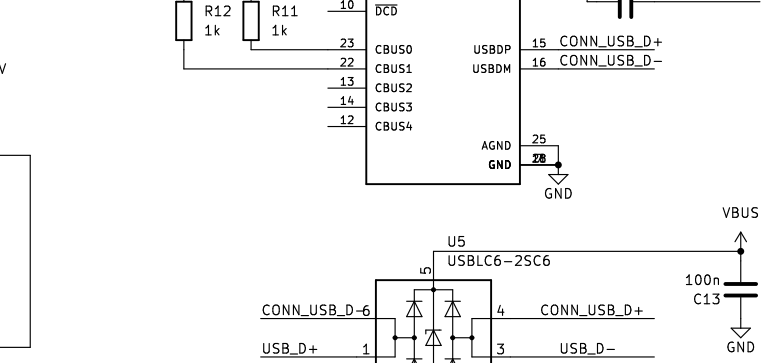 10 DCD
R12 R11
1k 1k
23 CBUS0 USBDP 15 CONN_USB_D+
22 CBUS1 USBDM 16 CONN_USB_D-
13 CBUS2
14 CBUS3
12 CBUS4
AGND 25
GND
GND
VBUS
U5
USBLC6-2SC6
5
100n
C13
CONN_USB_D- 6 4 CONN_USB_D+
USB_D+ 1 3 USB_D-
GND